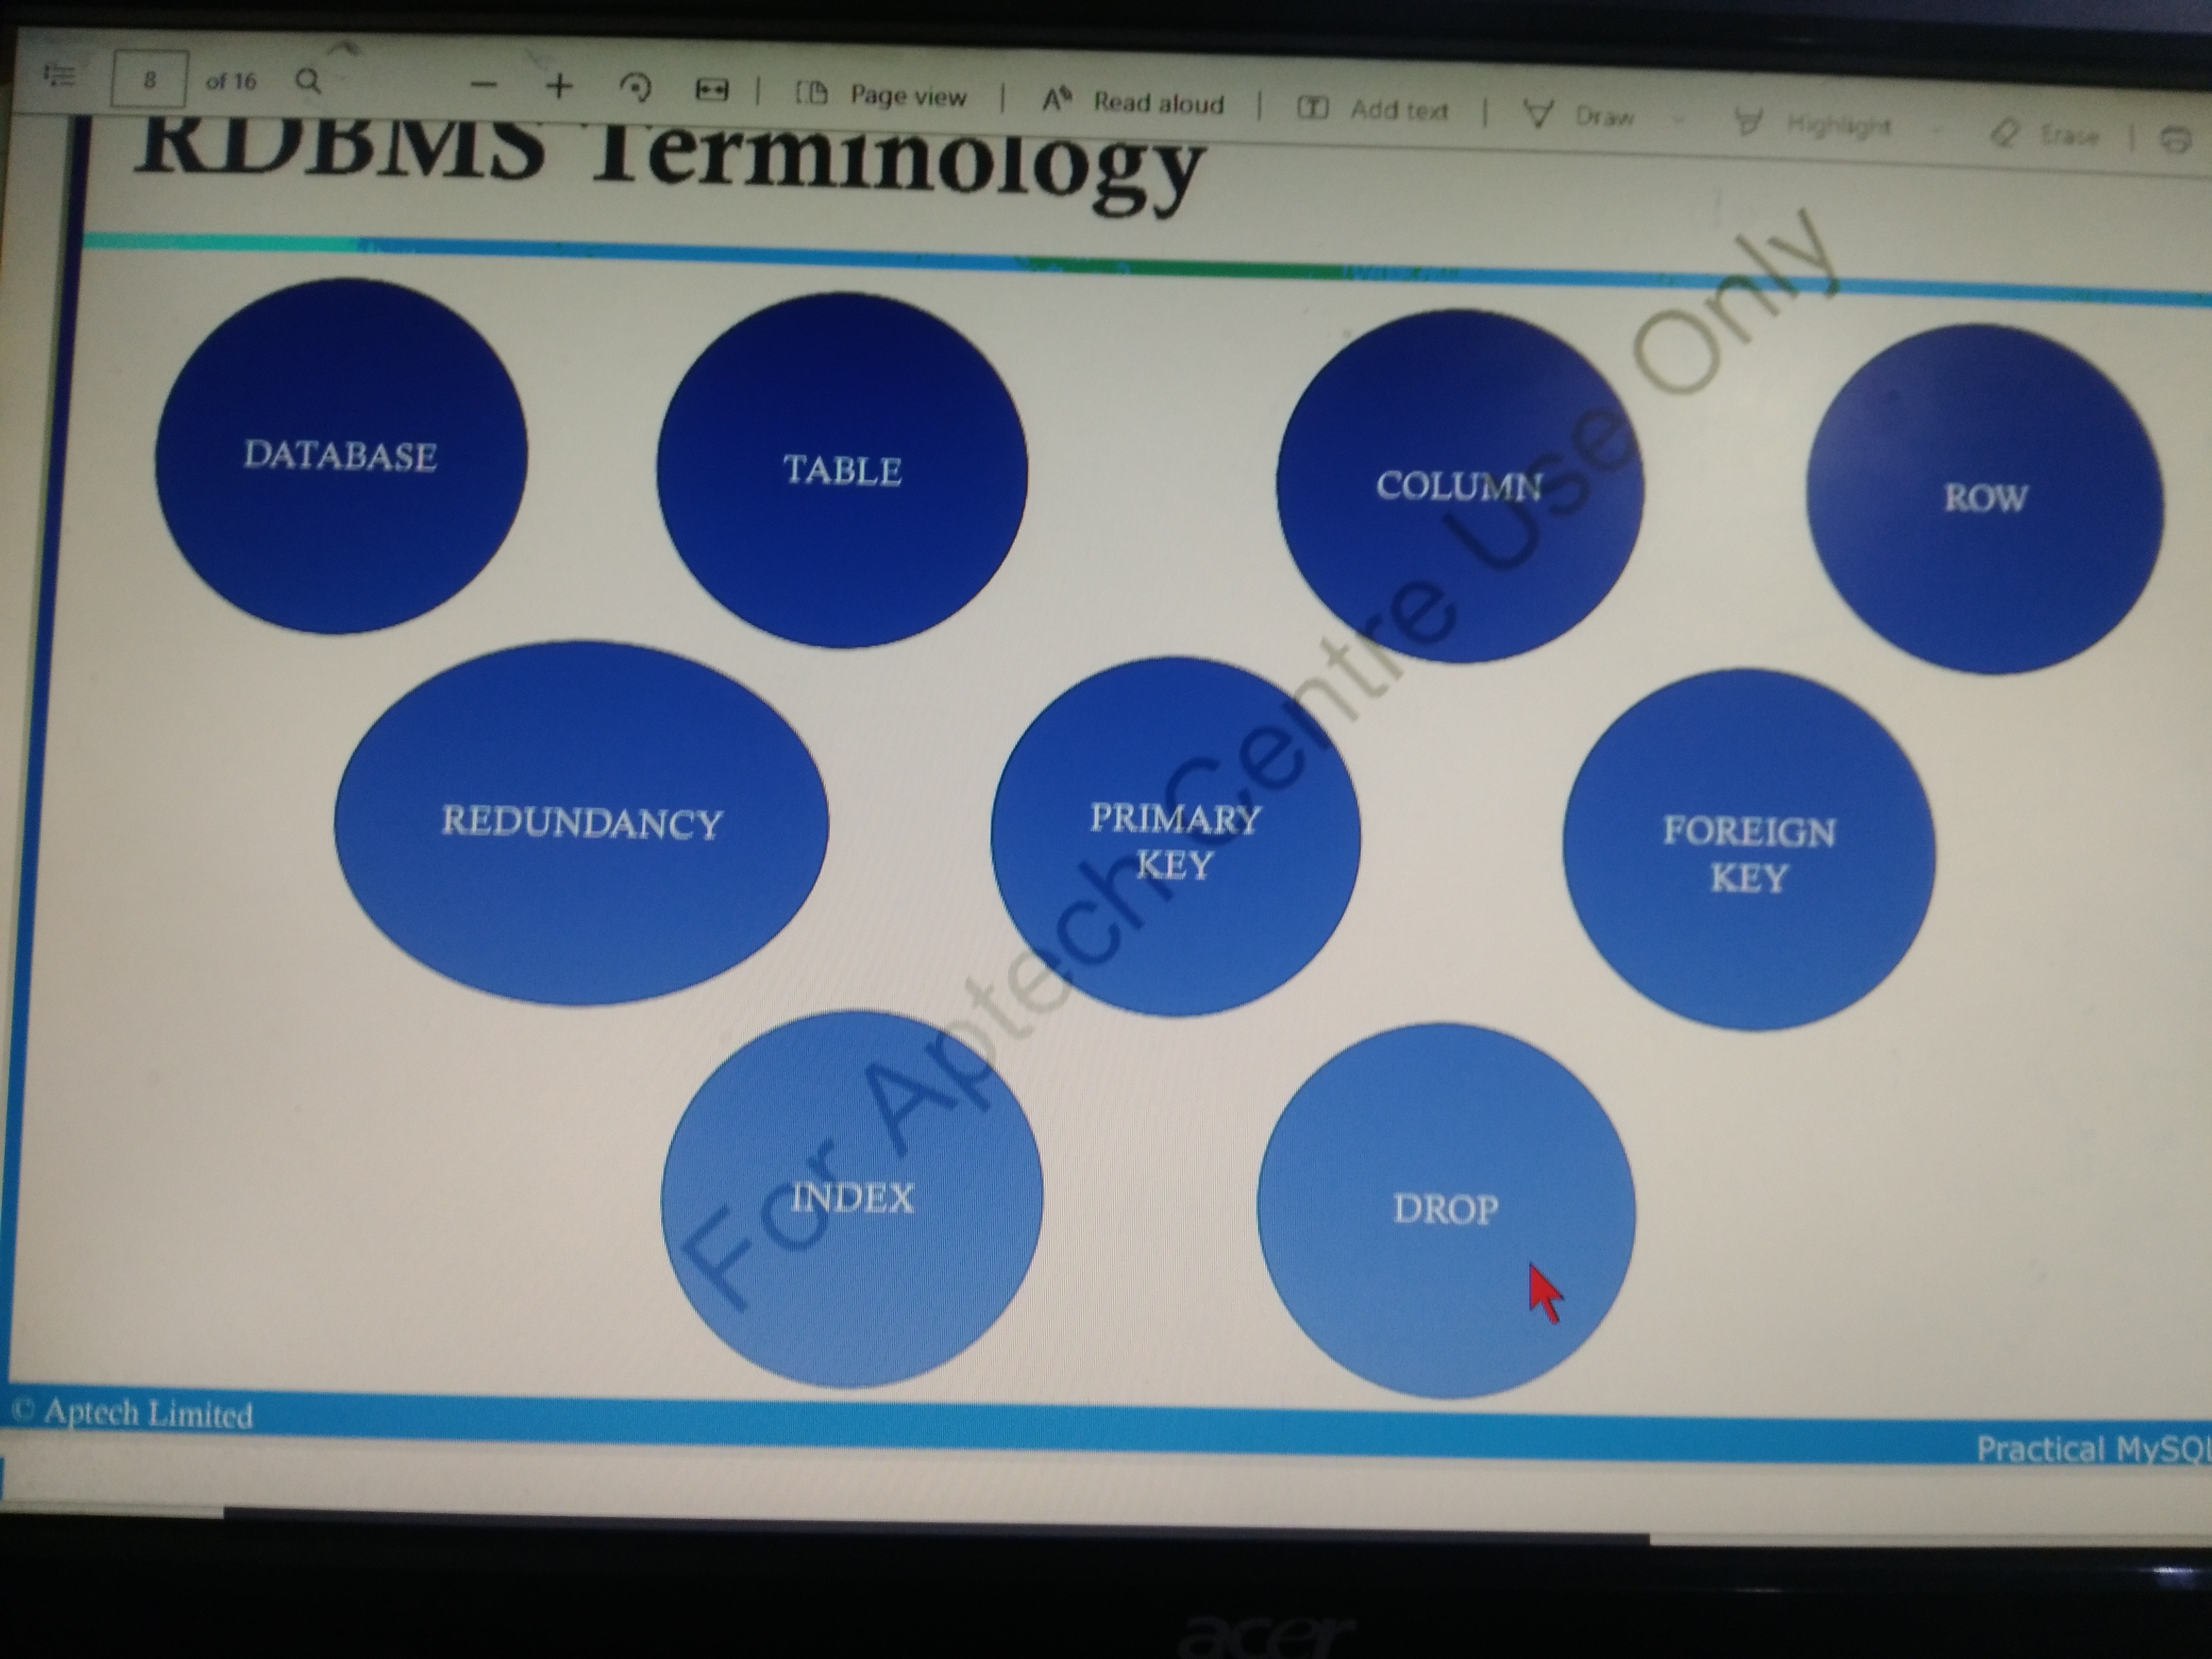 8 of 16 Page view Read aloud Add text Draw Highlight Erase
RDBMS Terminology
DATABASE
TABLE
COLUMN
ROW
REDUNDANCY
PRIMARY
KEY
FOREIGN
KEY
INDEX
DROP
For Aptech Centre Use Only
© Aptech Limited
Practical MySQL
acer